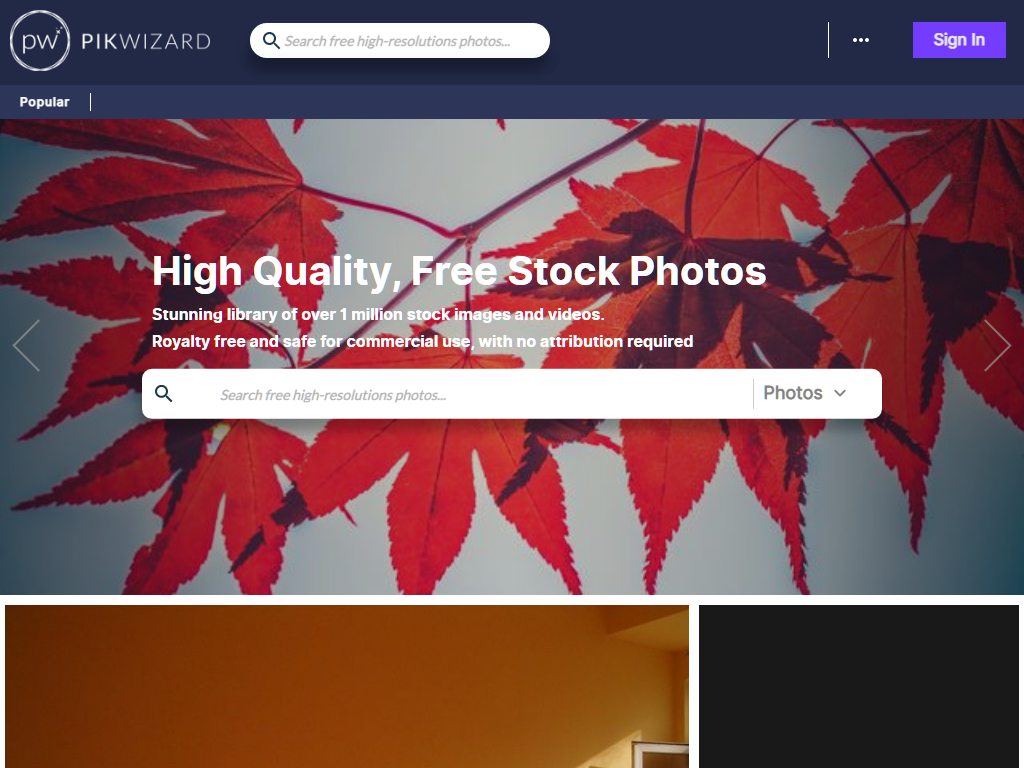 pw PIKWIZARD
Search free high-resolutions photos...
Sign In
Popular
High Quality, Free Stock Photos
Stunning library of over 1 million stock images and videos.
Royalty free and safe for commercial use, with no attribution required
Search free high-resolutions photos...
Photos